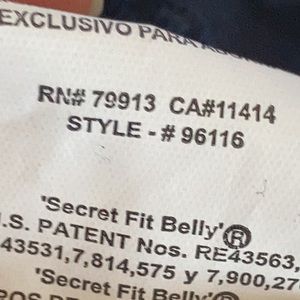 EXCLUSIVO PARA
RN# 79913 CA#11414
STYLE - # 96116
'Secret Fit Belly'®
U.S. PATENT Nos. RE43563,
43531,7,814,575 y 7,900,27
'Secret Fit Belly'®